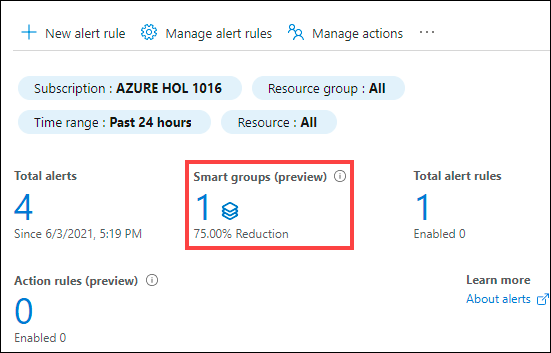 New alert rule Manage alert rules Manage actions ...
Subscription : AZURE HOL 1016 Resource group : All
Time range : Past 24 hours Resource : All
Total alerts Smart groups (preview) Total alert rules
4 1 1
Since 6/3/2021, 5:19 PM 75.00% Reduction Enabled 0
Action rules (preview) Learn more
0 About alerts
Enabled 0